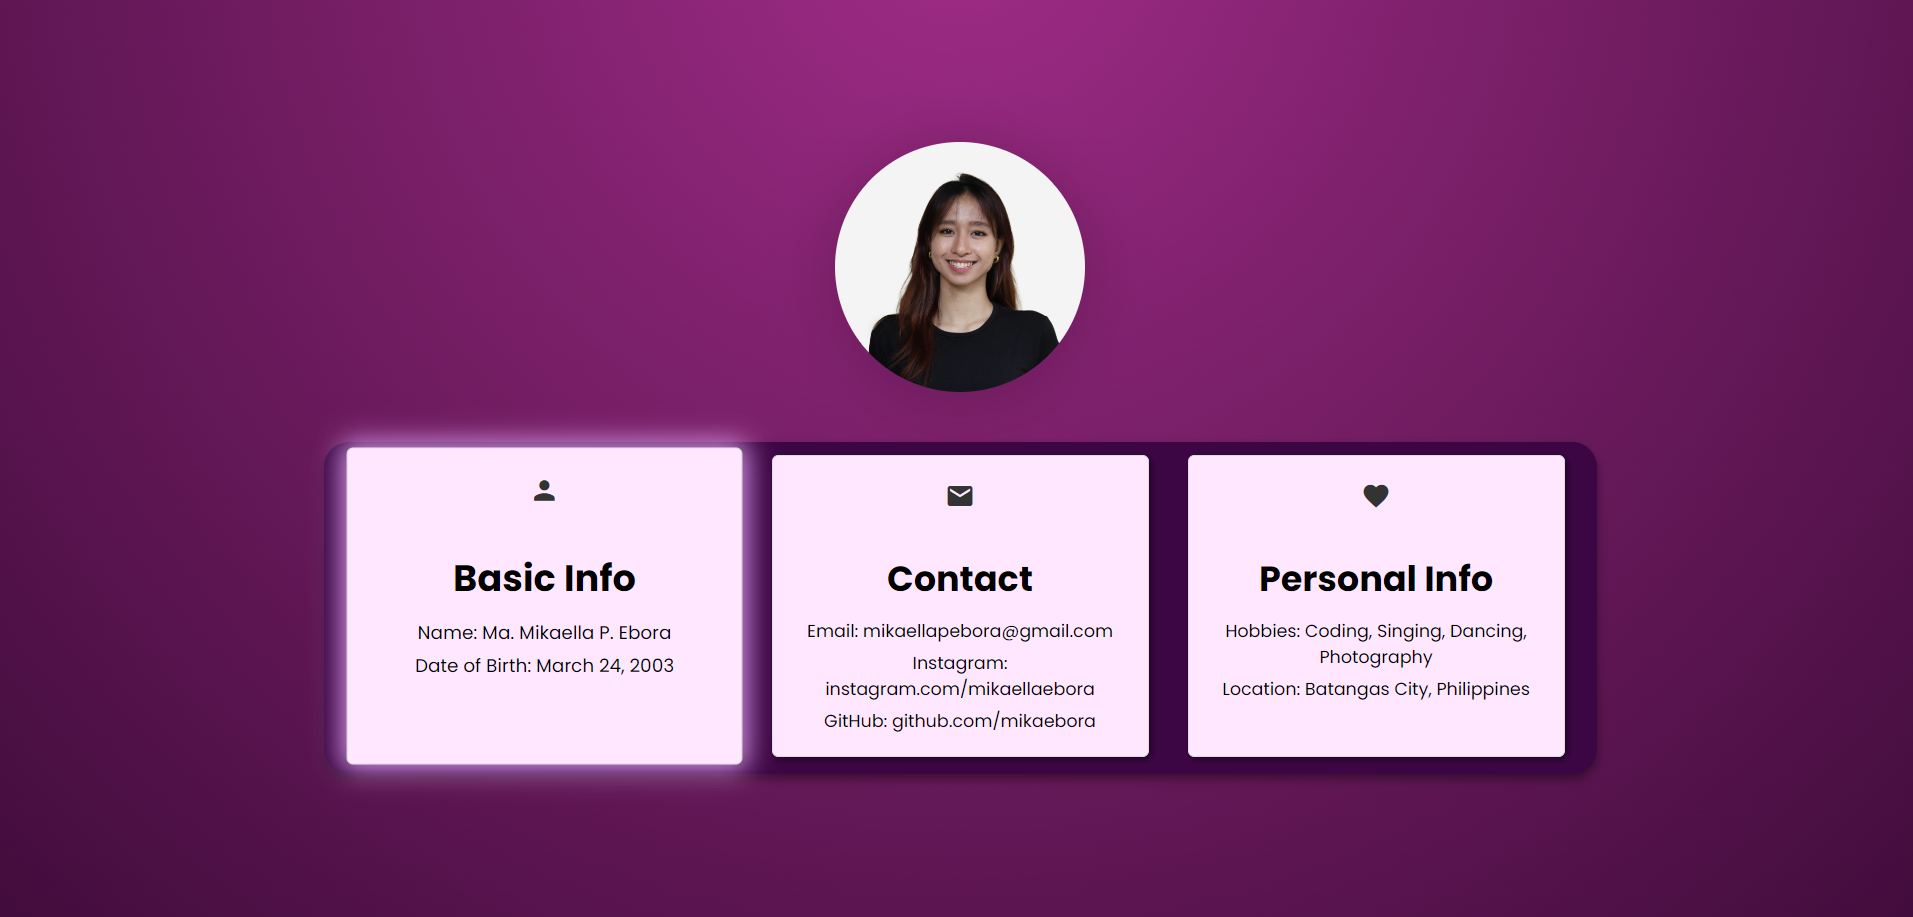 Basic Info
Name: Ma. Mikaella P. Ebora
Date of Birth: March 24, 2003
Contact
Email: mikaellapebora@gmail.com
Instagram:
instagram.com/mikaellaebora
GitHub: github.com/mikaebora
Personal Info
Hobbies: Coding, Singing, Dancing,
Photography
Location: Batangas City, Philippines